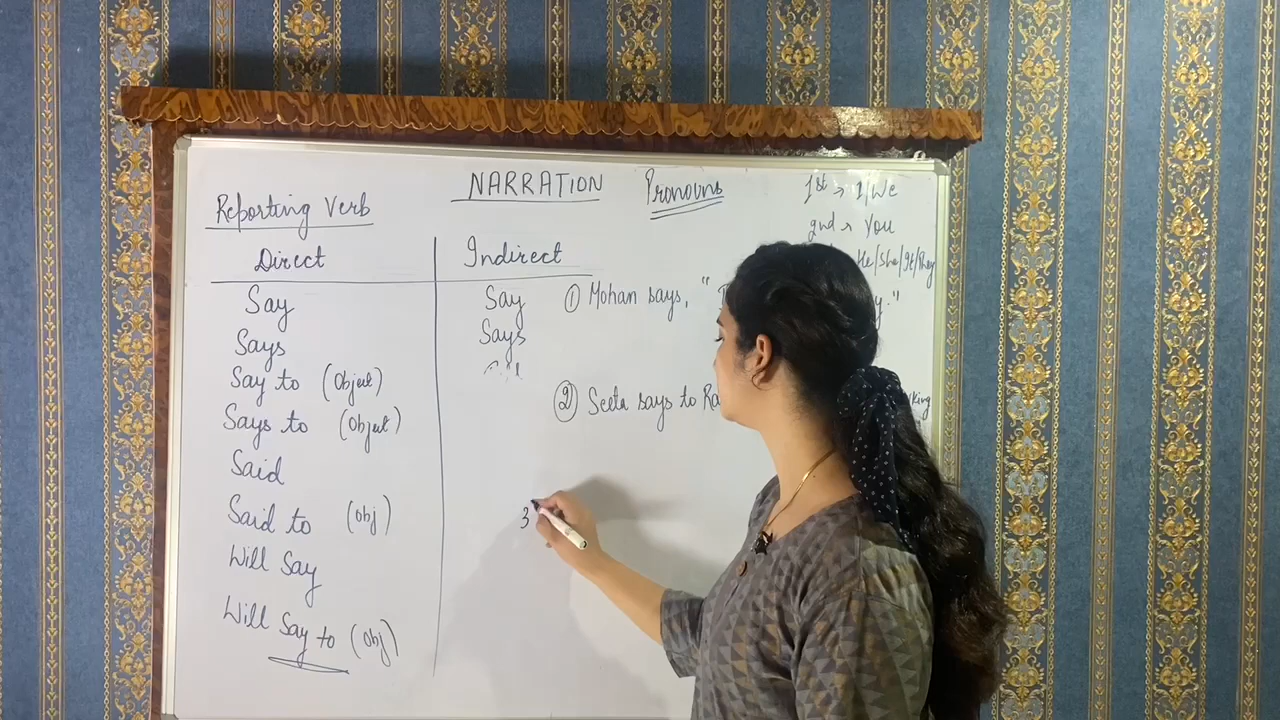 NARRATION
Pronouns
1st → I/We
2nd → You
He/She/It/They
Reporting Verb
Direct
Indirect
Say
Says
Say to (Object)
Says to (Object)
Said
Said to (obj)
Will Say
Will Say to (obj)
Say
Says
① Mohan says, "
② Seeta says to
3